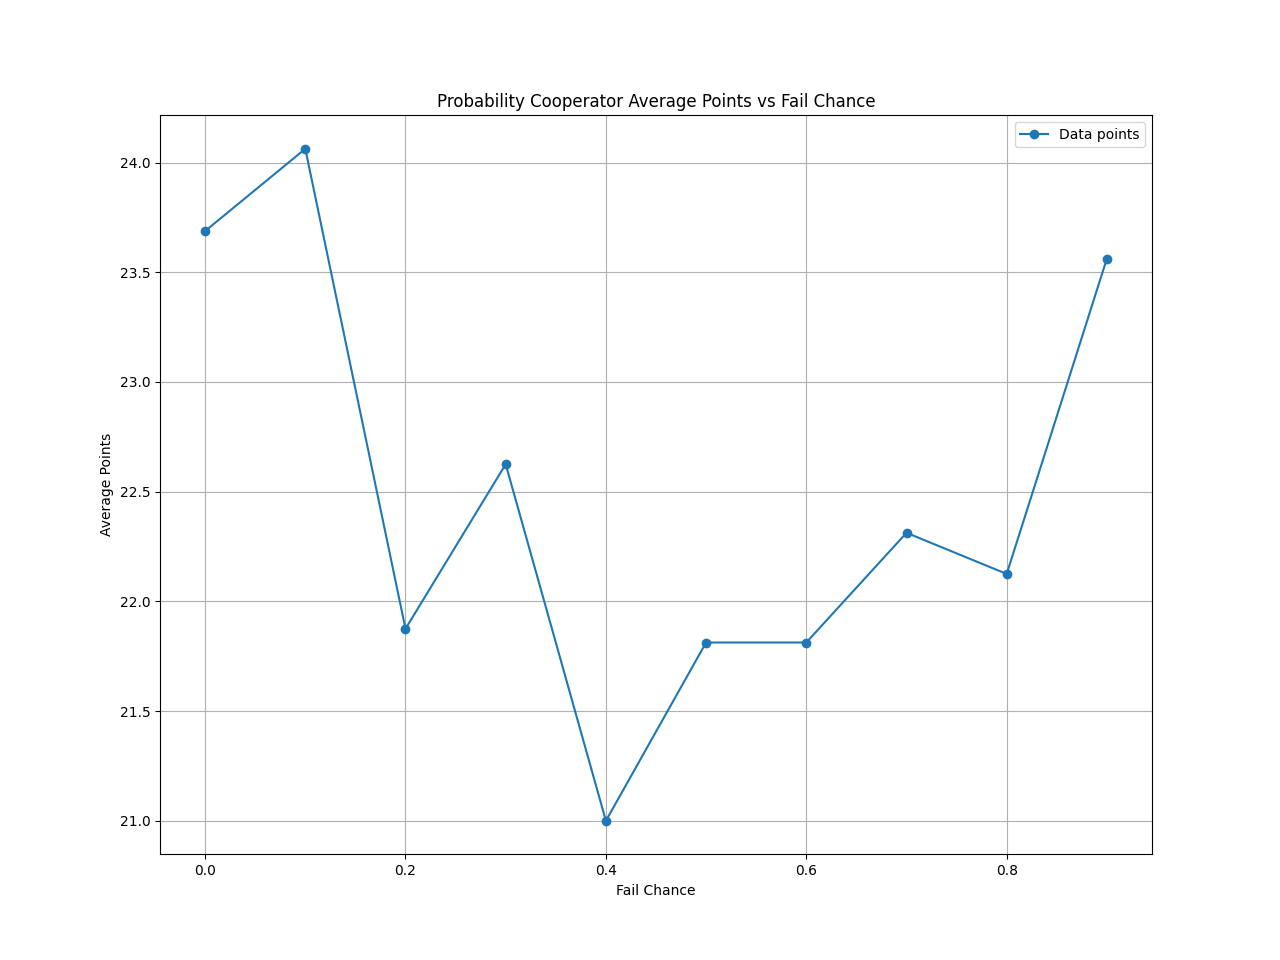 Probability Cooperator Average Points vs Fail Chance
Data points
24.0
23.5
23.0
22.5
22.0
21.5
21.0
Average Points
0.0 0.2 0.4 0.6 0.8
Fail Chance